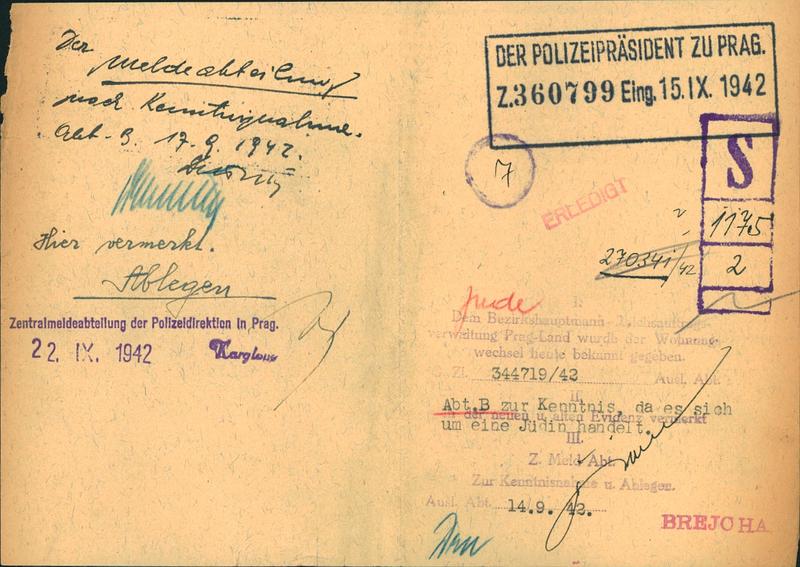 Der
Meldeabteilung
nach Kenntnisnahme.
Abt. B 17.9.1942.
Hier vermerkt.
Ablegen
Zentralmeldeabteilung der Polizeidirektion in Prag.
22. IX. 1942
DER POLIZEIPRÄSIDENT ZU PRAG.
Z.360799 Eing. 15. IX. 1942
7
ERLEDIGT
S
1175
2
270341/42
Jude
I.
Dem Bezirkshauptmann - Reichsauftrags-
verwaltung Prag-Land wurde der Wohnungs-
wechsel heute bekannt gegeben.
Zl. 344719/42 Ausl. Abt.
II.
Abt.B zur Kenntnis, da es sich
In der neuen u. alten Evidenz vermerkt
um eine Jüdin handelt.
III.
Z. Meld. Abt.
Zur Kenntnisnahme u. Ablegen.
Ausl. Abt. 14.9. 42.
BREJCHA